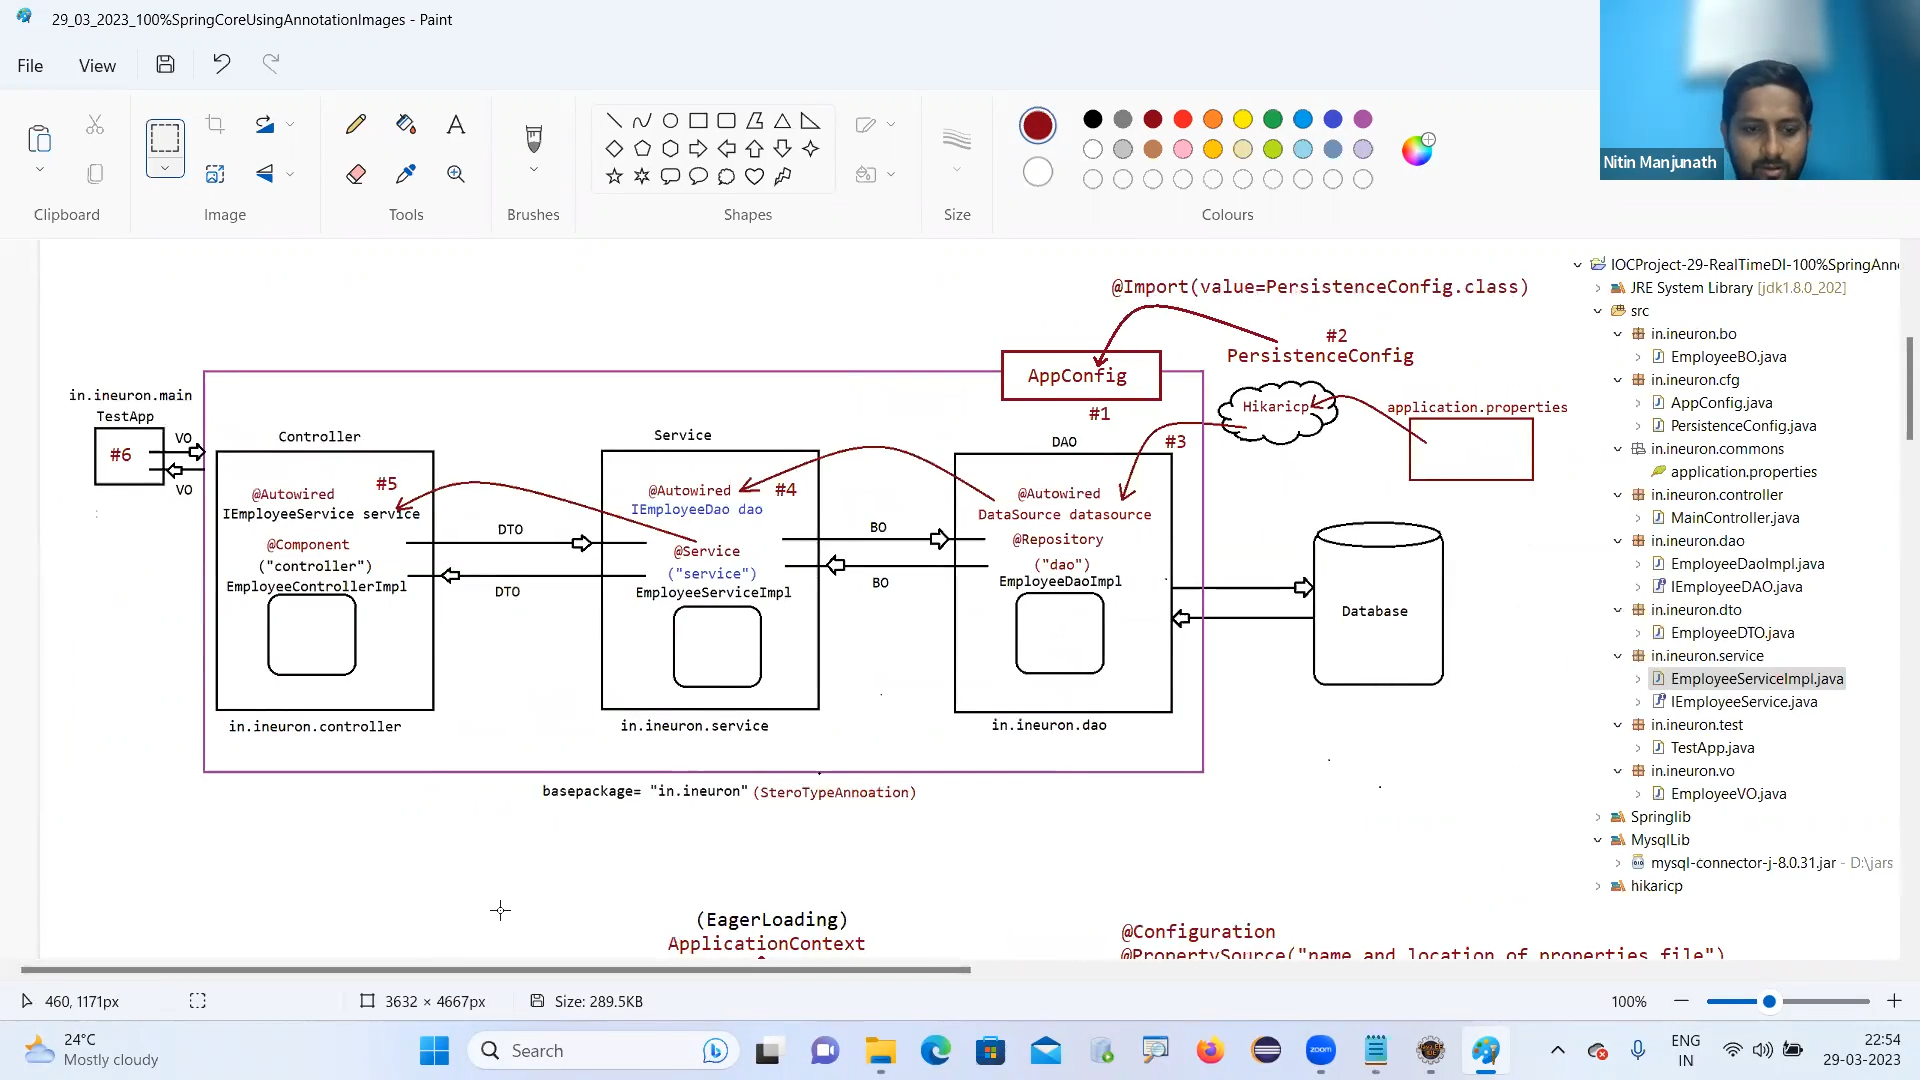 29_03_2023_100%SpringCoreUsingAnnotationImages - Paint
File
View
Clipboard
Image
Tools
Brushes
Shapes
Size
Colours
Nitin Manjunath
@Import(value=PersistenceConfig.class)
#2
PersistenceConfig
AppConfig
#1
Hikaricp
application.properties
in.ineuron.main
TestApp
#6
VO
VO
Controller
Service
DAO
#3
#5
@Autowired
IEmployeeService service
@Component
("controller")
EmployeeControllerImpl
in.ineuron.controller
DTO
DTO
@Autowired
#4
IEmployeeDao dao
@Service
("service")
EmployeeServiceImpl
in.ineuron.service
BO
BO
@Autowired
DataSource datasource
@Repository
("dao")
EmployeeDaoImpl
in.ineuron.dao
Database
basepackage= "in.ineuron" (SteroTypeAnnoation)
(EagerLoading)
ApplicationContext
@Configuration
@PropertySource("name and location of properties file")
IOCProject-29-RealTimeDI-100%SpringAnn
JRE System Library [jdk1.8.0_202]
src
in.ineuron.bo
EmployeeBO.java
in.ineuron.cfg
AppConfig.java
PersistenceConfig.java
in.ineuron.commons
application.properties
in.ineuron.controller
MainController.java
in.ineuron.dao
EmployeeDaoImpl.java
IEmployeeDAO.java
in.ineuron.dto
EmployeeDTO.java
in.ineuron.service
EmployeeServiceImpl.java
IEmployeeService.java
in.ineuron.test
TestApp.java
in.ineuron.vo
EmployeeVO.java
Springlib
MysqlLib
mysql-connector-j-8.0.31.jar - D:\jars
hikaricp
460, 1171px
3632 × 4667px
Size: 289.5KB
100%
24°C
Mostly cloudy
Search
zoom
ENG
IN
22:54
29-03-2023